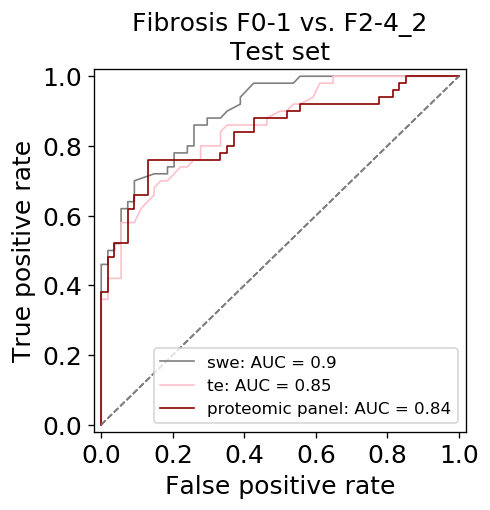 Fibrosis F0-1 vs. F2-4_2
Test set
True positive rate
1.0
0.8
0.6
0.4
0.2
0.0
swe: AUC = 0.9
te: AUC = 0.85
proteomic panel: AUC = 0.84
0.0 0.2 0.4 0.6 0.8 1.0
False positive rate